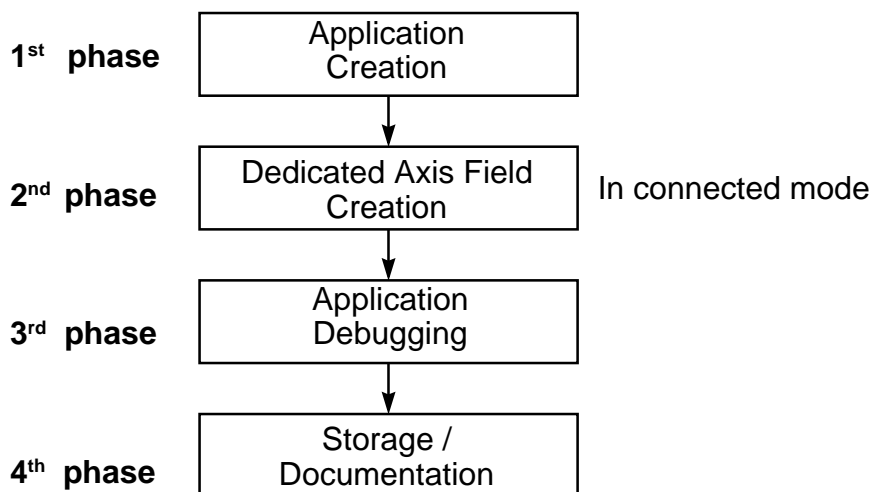 1st phase
Application
Creation
2nd phase
Dedicated Axis Field
Creation
In connected mode
3rd phase
Application
Debugging
4th phase
Storage /
Documentation